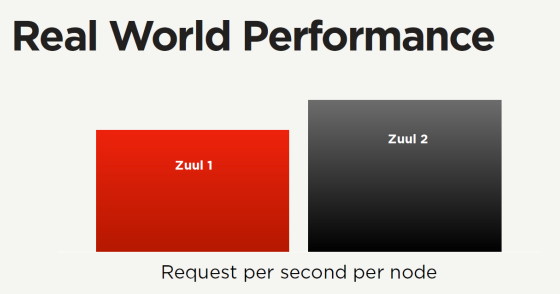 Real World Performance
Zuul 2
Zuul 1
Request per second per node